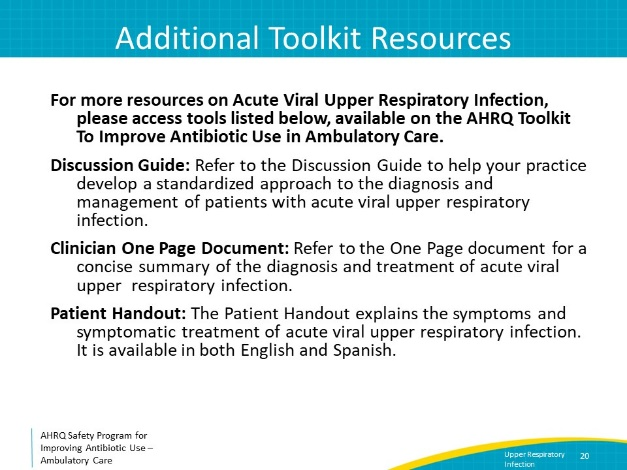 Additional Toolkit Resources
For more resources on Acute Viral Upper Respiratory Infection,
please access tools listed below, available on the AHRQ Toolkit
To Improve Antibiotic Use in Ambulatory Care.
Discussion Guide: Refer to the Discussion Guide to help your practice
develop a standardized approach to the diagnosis and
management of patients with acute viral upper respiratory
infection.
Clinician One Page Document: Refer to the One Page document for a
concise summary of the diagnosis and treatment of acute viral
upper respiratory infection.
Patient Handout: The Patient Handout explains the symptoms and
symptomatic treatment of acute viral upper respiratory infection.
It is available in both English and Spanish.
AHRQ Safety Program for
Improving Antibiotic Use –
Ambulatory Care
Upper Respiratory
Infection
20